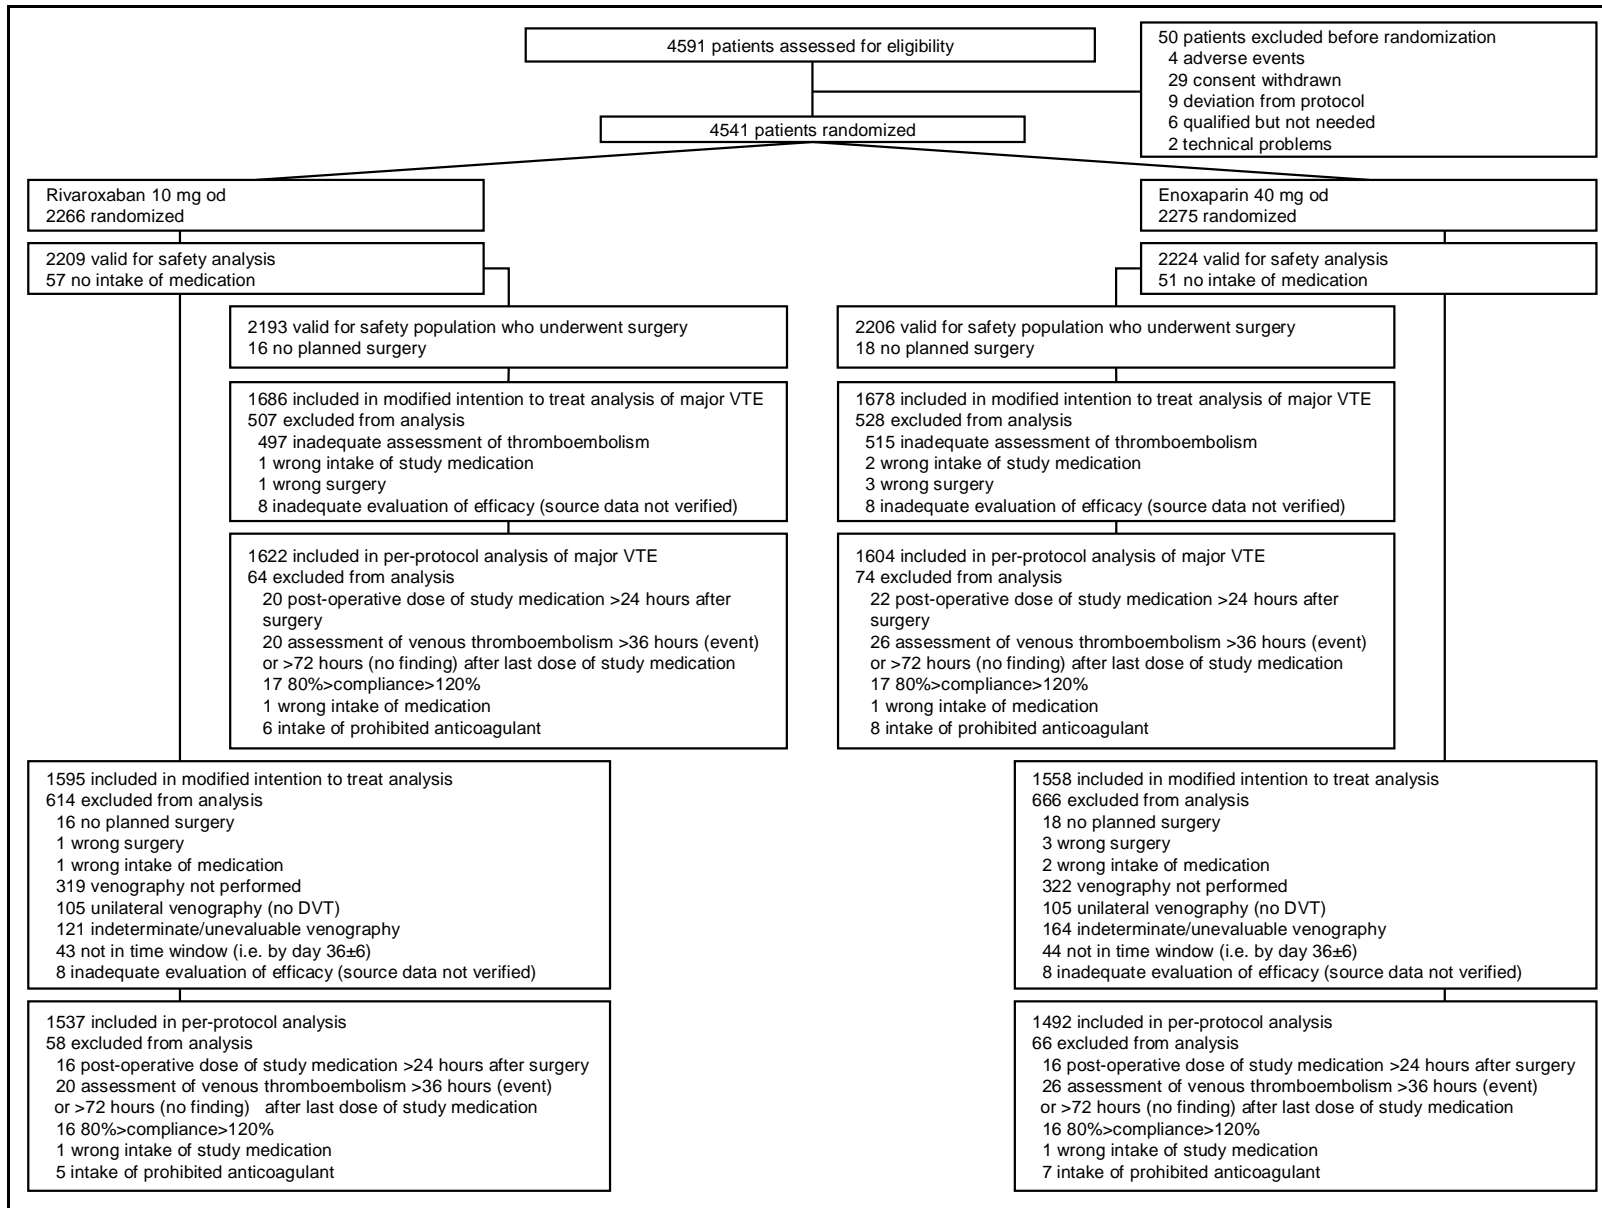 4591 patients assessed for eligibility
50 patients excluded before randomization
4 adverse events
29 consent withdrawn
9 deviation from protocol
6 qualified but not needed
2 technical problems
4541 patients randomized
Rivaroxaban 10 mg od
2266 randomized
Enoxaparin 40 mg od
2275 randomized
2209 valid for safety analysis
57 no intake of medication
2224 valid for safety analysis
51 no intake of medication
2193 valid for safety population who underwent surgery
16 no planned surgery
2206 valid for safety population who underwent surgery
18 no planned surgery
1686 included in modified intention to treat analysis of major VTE
507 excluded from analysis
497 inadequate assessment of thromboembolism
1 wrong intake of study medication
1 wrong surgery
8 inadequate evaluation of efficacy (source data not verified)
1678 included in modified intention to treat analysis of major VTE
528 excluded from analysis
515 inadequate assessment of thromboembolism
2 wrong intake of study medication
3 wrong surgery
8 inadequate evaluation of efficacy (source data not verified)
1622 included in per-protocol analysis of major VTE
64 excluded from analysis
20 post-operative dose of study medication >24 hours after
surgery
20 assessment of venous thromboembolism >36 hours (event)
or >72 hours (no finding) after last dose of study medication
17 80%>compliance>120%
1 wrong intake of medication
6 intake of prohibited anticoagulant
1604 included in per-protocol analysis of major VTE
74 excluded from analysis
22 post-operative dose of study medication >24 hours after
surgery
26 assessment of venous thromboembolism >36 hours (event)
or >72 hours (no finding) after last dose of study medication
17 80%>compliance>120%
1 wrong intake of medication
8 intake of prohibited anticoagulant
1595 included in modified intention to treat analysis
614 excluded from analysis
16 no planned surgery
1 wrong surgery
1 wrong intake of medication
319 venography not performed
105 unilateral venography (no DVT)
121 indeterminate/unevaluable venography
43 not in time window (i.e. by day 36±6)
8 inadequate evaluation of efficacy (source data not verified)
1558 included in modified intention to treat analysis
666 excluded from analysis
18 no planned surgery
3 wrong surgery
2 wrong intake of medication
322 venography not performed
105 unilateral venography (no DVT)
164 indeterminate/unevaluable venography
44 not in time window (i.e. by day 36±6)
8 inadequate evaluation of efficacy (source data not verified)
1537 included in per-protocol analysis
58 excluded from analysis
16 post-operative dose of study medication >24 hours after surgery
20 assessment of venous thromboembolism >36 hours (event)
or >72 hours (no finding) after last dose of study medication
16 80%>compliance>120%
1 wrong intake of study medication
5 intake of prohibited anticoagulant
1492 included in per-protocol analysis
66 excluded from analysis
16 post-operative dose of study medication >24 hours after surgery
26 assessment of venous thromboembolism >36 hours (event)
or >72 hours (no finding) after last dose of study medication
16 80%>compliance>120%
1 wrong intake of study medication
7 intake of prohibited anticoagulant